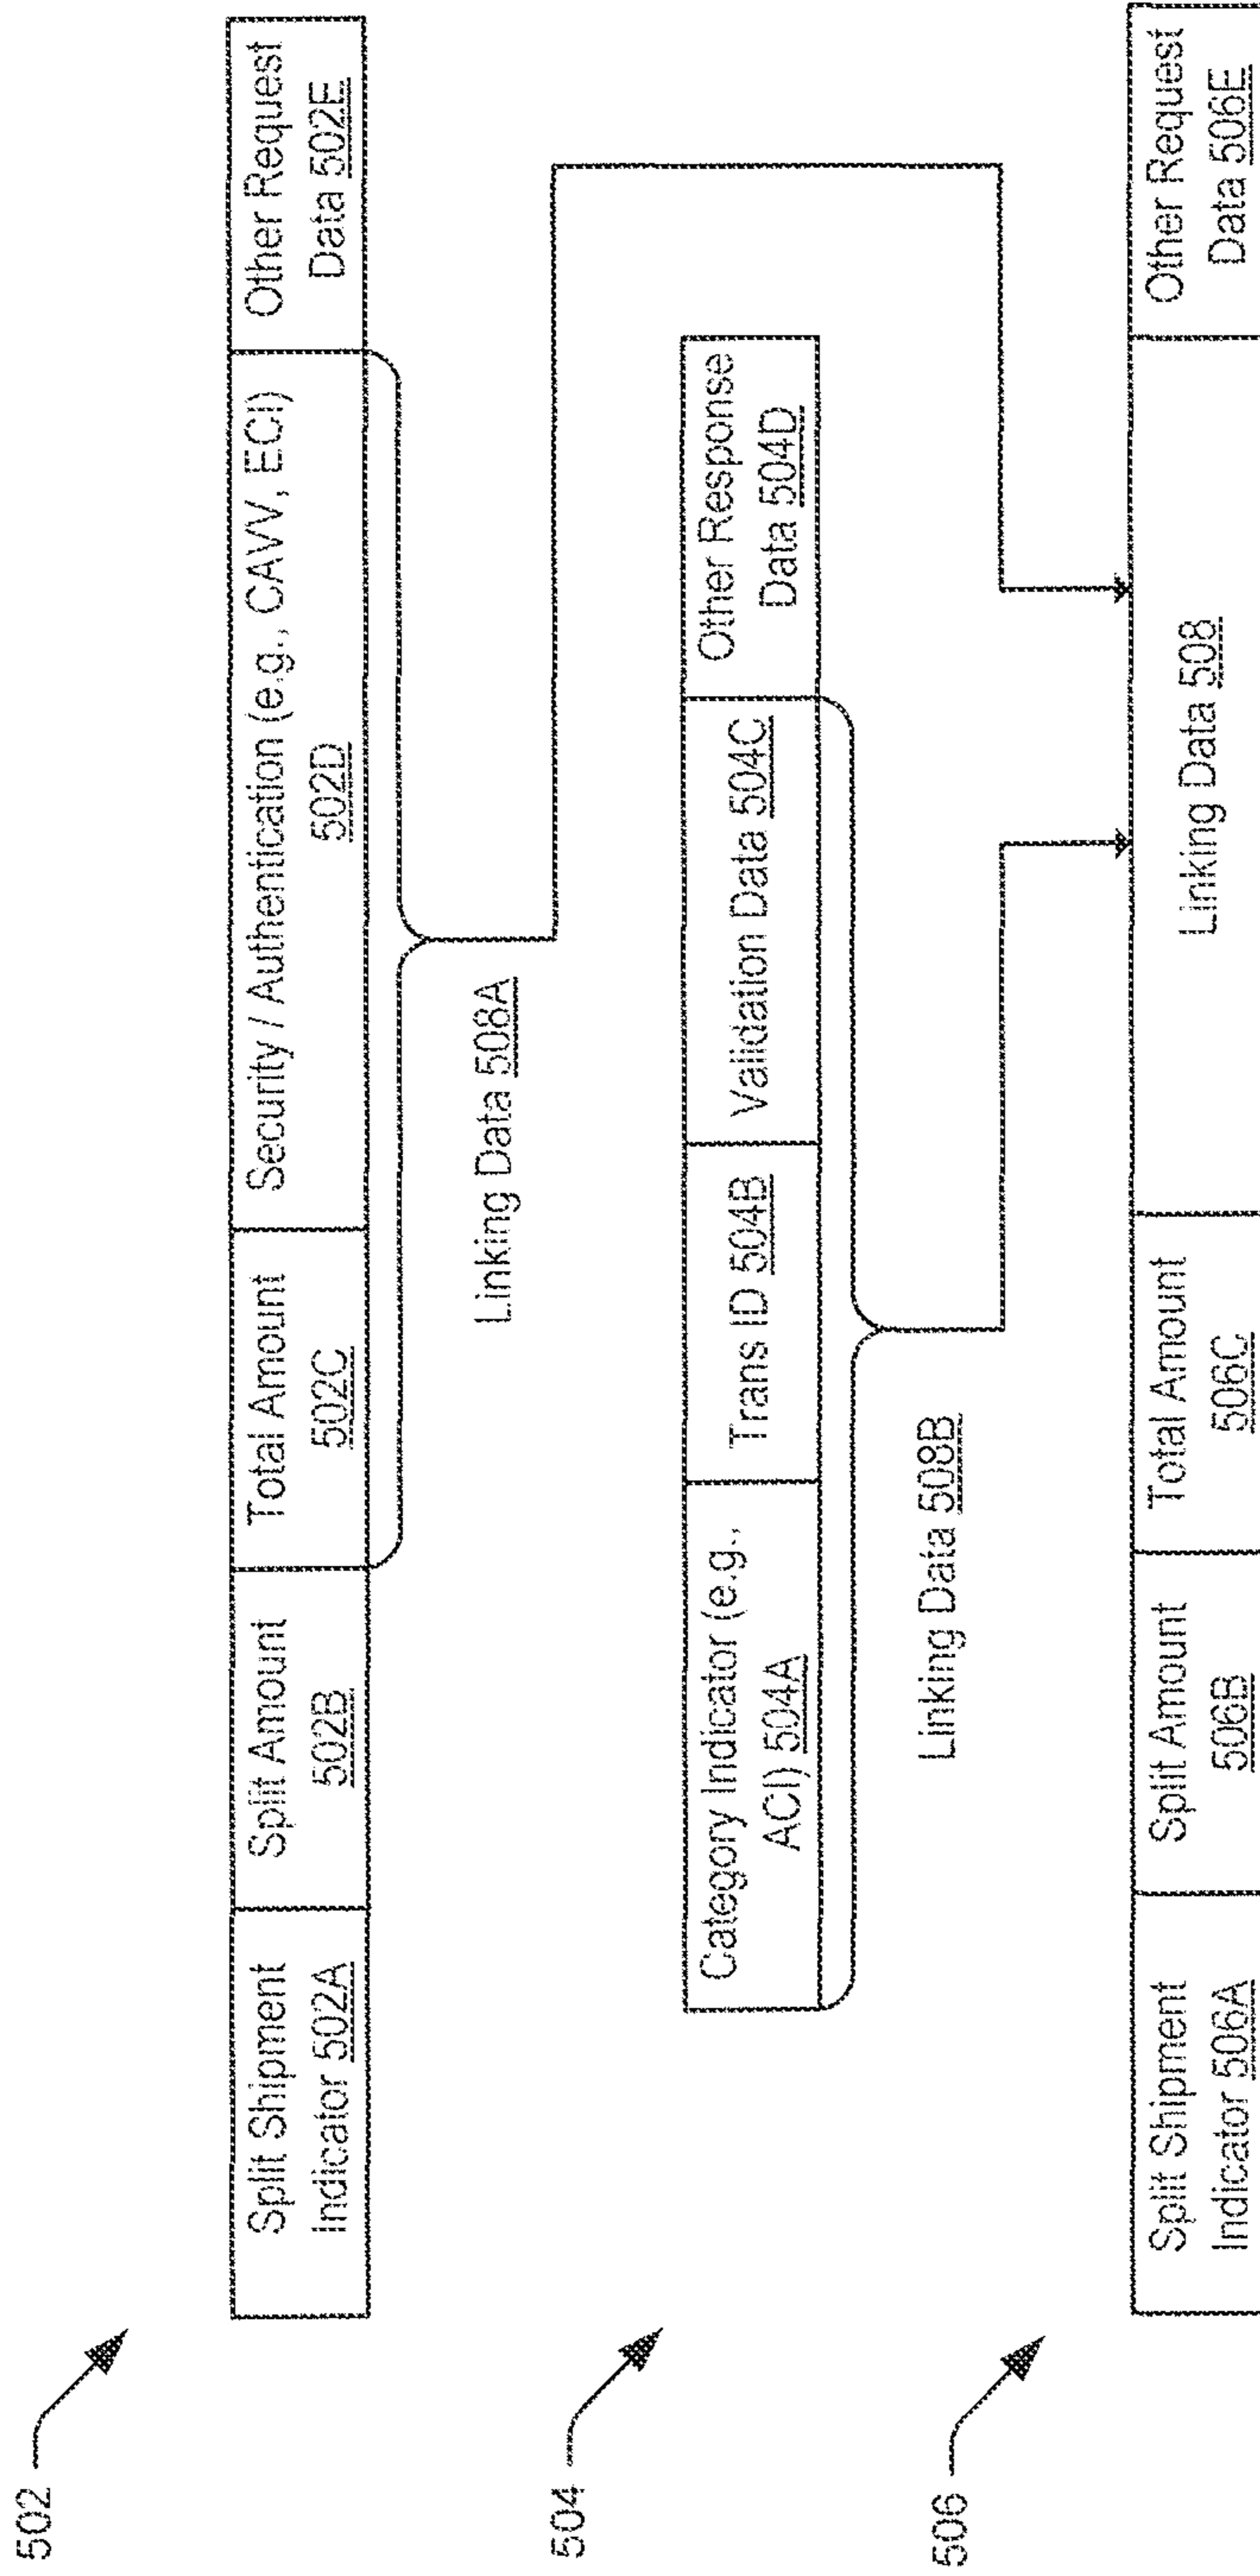 502
Split Shipment
Indicator 502A
Split Amount
502B
Total Amount
502C
Security / Authentication (e.g., CAVV, ECI)
502D
Other Request
Data 502E
Linking Data 508A
504
Category Indicator (e.g.,
ACI) 504A
Trans ID 504B
Validation Data 504C
Other Response
Data 504D
Linking Data 508B
506
Split Shipment
Indicator 506A
Split Amount
506B
Total Amount
506C
Linking Data 508
Other Request
Data 506E